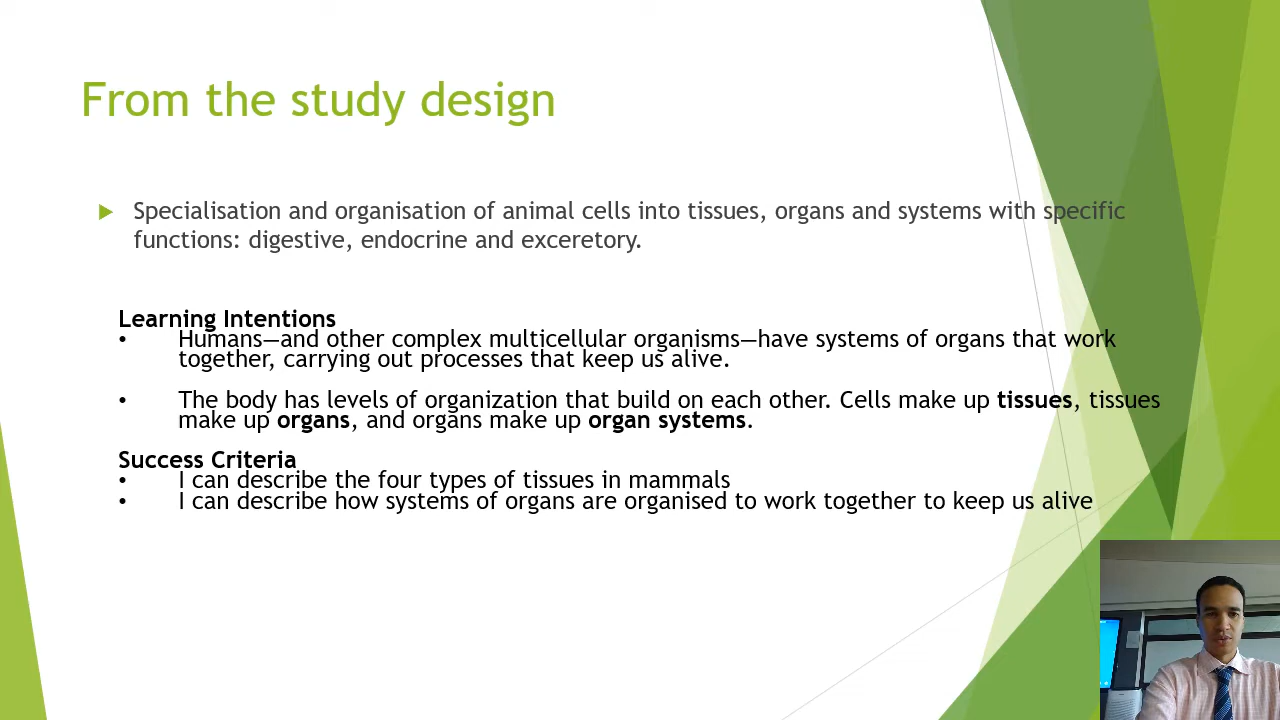 From the study design
Specialisation and organisation of animal cells into tissues, organs and systems with specific
functions: digestive, endocrine and exceretory.
Learning Intentions
• Humans—and other complex multicellular organisms—have systems of organs that work
together, carrying out processes that keep us alive.
• The body has levels of organization that build on each other. Cells make up tissues, tissues
make up organs, and organs make up organ systems.
Success Criteria
• I can describe the four types of tissues in mammals
• I can describe how systems of organs are organised to work together to keep us alive